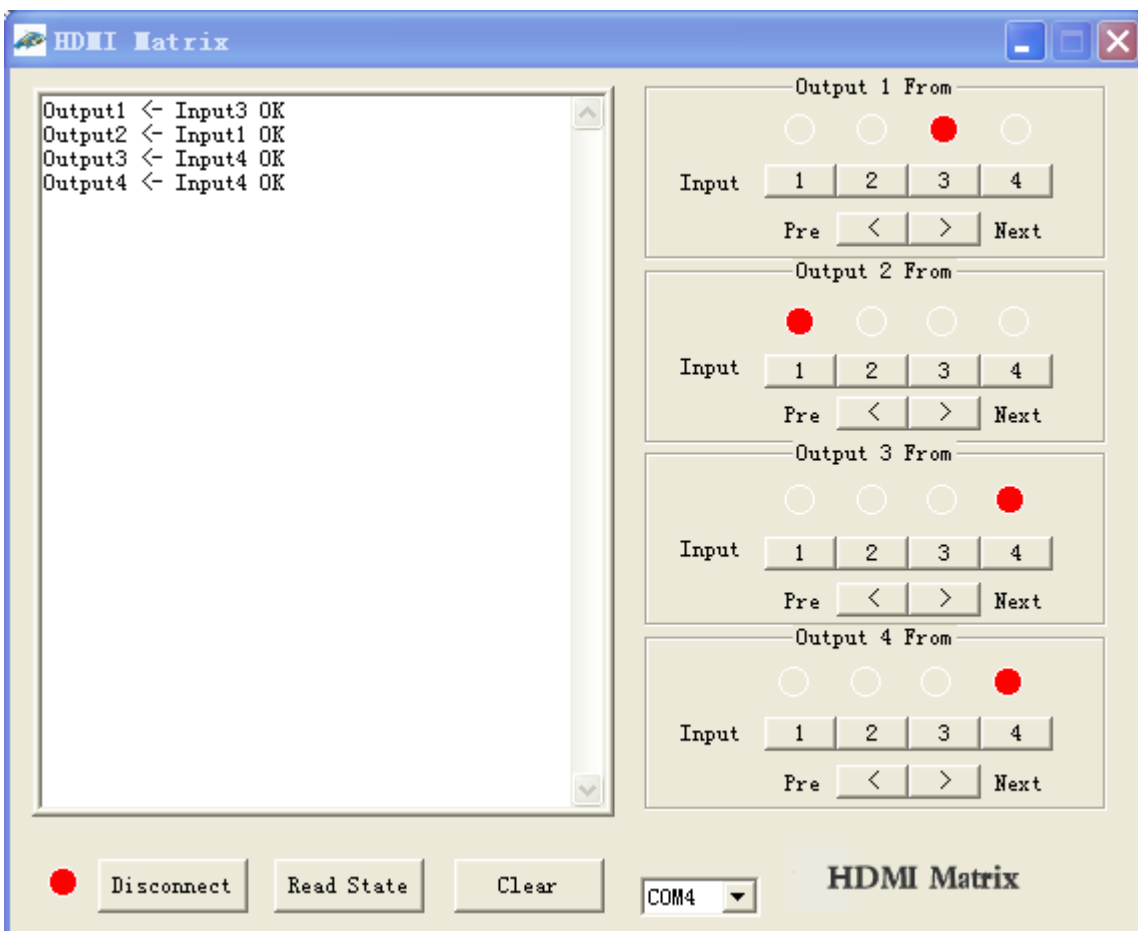 HDMI Matrix
Output1 <- Input3 OK
Output2 <- Input1 OK
Output3 <- Input4 OK
Output4 <- Input4 OK
Output 1 From
Input 1 2 3 4
Pre < > Next
Output 2 From
Input 1 2 3 4
Pre < > Next
Output 3 From
Input 1 2 3 4
Pre < > Next
Output 4 From
Input 1 2 3 4
Pre < > Next
Disconnect Read State Clear COM4 HDMI Matrix